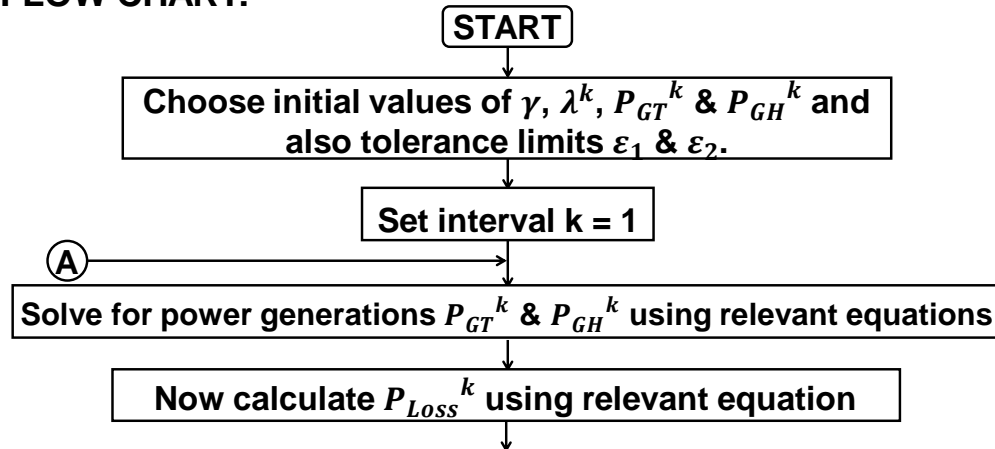 FLOW CHART:
START
Choose initial values of γ, λ^k, P_GT^k & P_GH^k and
also tolerance limits ε₁ & ε₂.
Set interval k = 1
A
Solve for power generations P_GT^k & P_GH^k using relevant equations
Now calculate P_Loss^k using relevant equation